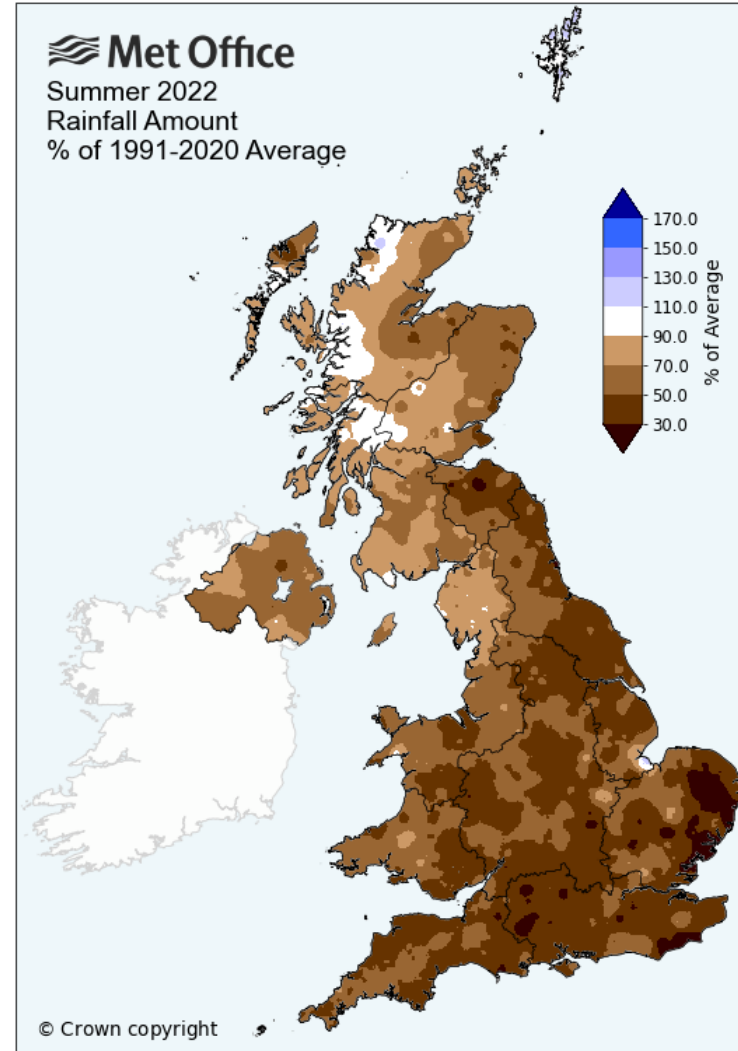 Met Office
Summer 2022
Rainfall Amount
% of 1991-2020 Average
170.0
150.0
130.0
110.0
90.0
70.0
50.0
30.0
% of Average
© Crown copyright